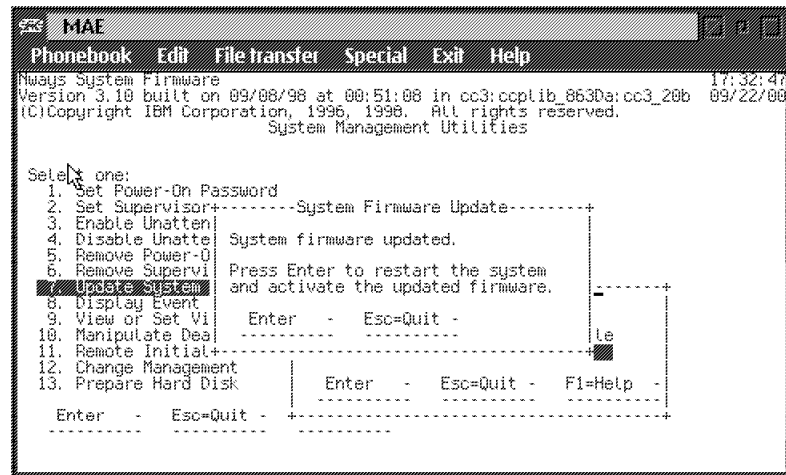 MAE
Phonebook Edit File transfer Special Exit Help
Nways System Firmware 17:32:47
Version 3.10 built on 09/08/98 at 00:51:08 in cc3:ccplib_863Da:cc3_20b 09/22/00
(C)Copyright IBM Corporation, 1996, 1998. All rights reserved.
System Management Utilities
Select one:
1. Set Power-On Password
2. Set Supervisor+--------System Firmware Update--------+
3. Enable Unatten
4. Disable Unatte System firmware updated.
5. Remove Power-O
6. Remove Supervi Press Enter to restart the system
7. Update System and activate the updated firmware.
8. Display Event
9. View or Set Vi Enter - Esc=Quit -
10. Manipulate Dea le
11. Remote Initial
12. Change Management
13. Prepare Hard Disk Enter - Esc=Quit - F1=Help -
Enter - Esc=Quit -